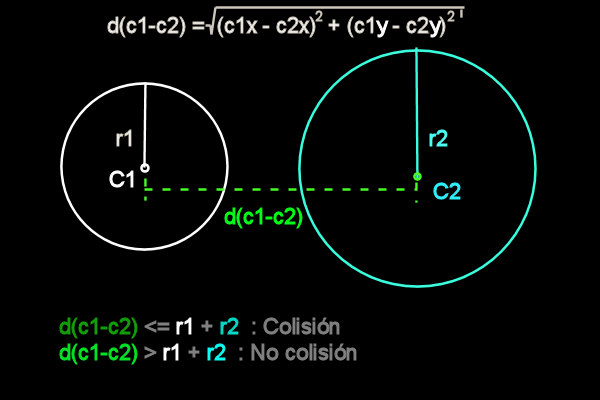 d(c1-c2) =√(c1x - c2x)² + (c1y - c2y)²
r1
r2
C1
C2
d(c1-c2)
d(c1-c2) <= r1 + r2 : Colisión
d(c1-c2) > r1 + r2 : No colisión